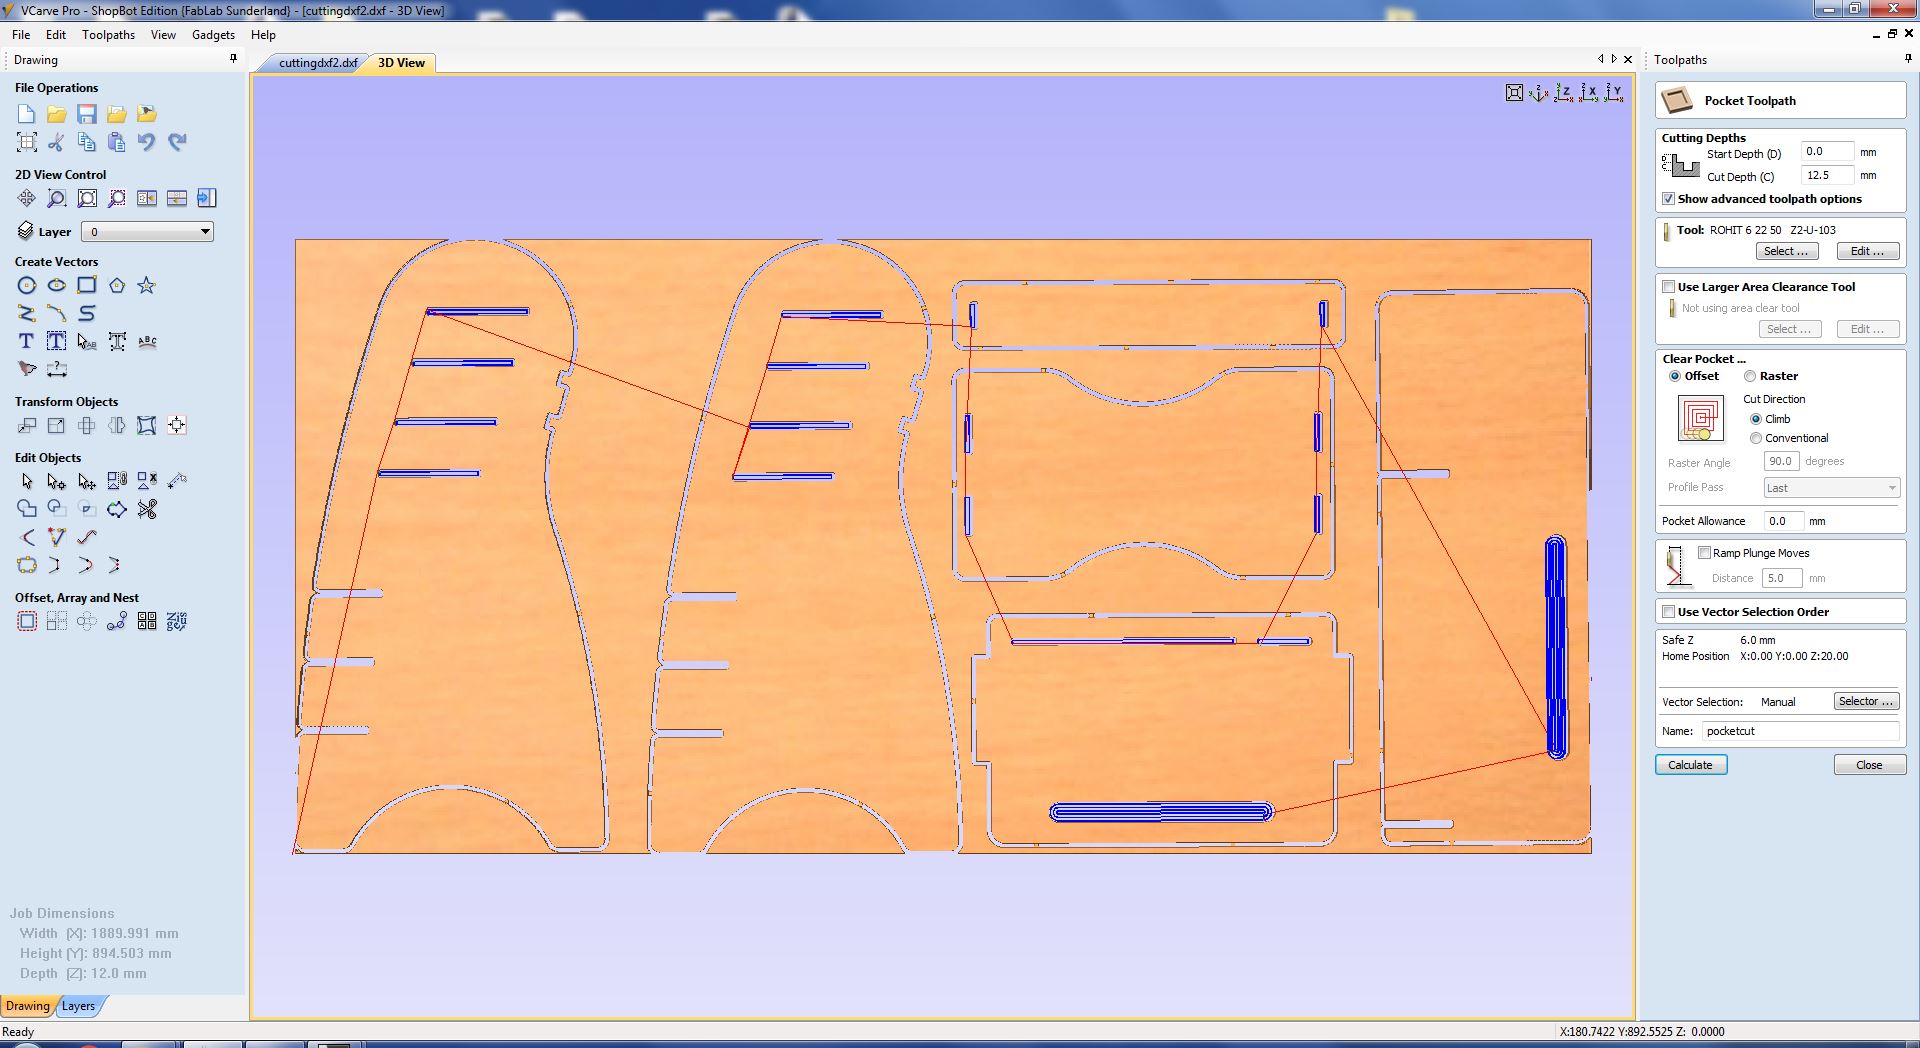 VCarve Pro - ShopBot Edition {FabLab Sunderland} - [cuttingdxf2.dxf - 3D View]
File Edit Toolpaths View Gadgets Help
Drawing
File Operations
2D View Control
Layer 0
Create Vectors
Transform Objects
Edit Objects
Offset, Array and Nest
Job Dimensions
Width (X): 1889.991 mm
Height (Y): 894.503 mm
Depth (Z): 12.0 mm
Drawing Layers
Ready
cuttingdxf2.dxf 3D View
Toolpaths
Pocket Toolpath
Cutting Depths
Start Depth (D) 0.0 mm
Cut Depth (C) 12.5 mm
Show advanced toolpath options
Tool: ROHIT 6 22 50 Z2-U-103
Select ... Edit ...
Use Larger Area Clearance Tool
Not using area clear tool
Select ... Edit ...
Clear Pocket ...
Offset Raster
Cut Direction
Climb
Conventional
Raster Angle 90.0 degrees
Profile Pass Last
Pocket Allowance 0.0 mm
Ramp Plunge Moves
Distance 5.0 mm
Use Vector Selection Order
Safe Z 6.0 mm
Home Position X:0.00 Y:0.00 Z:20.00
Vector Selection: Manual Selector ...
Name: pocketcut
Calculate Close
X:180.7422 Y:892.5525 Z: 0.0000